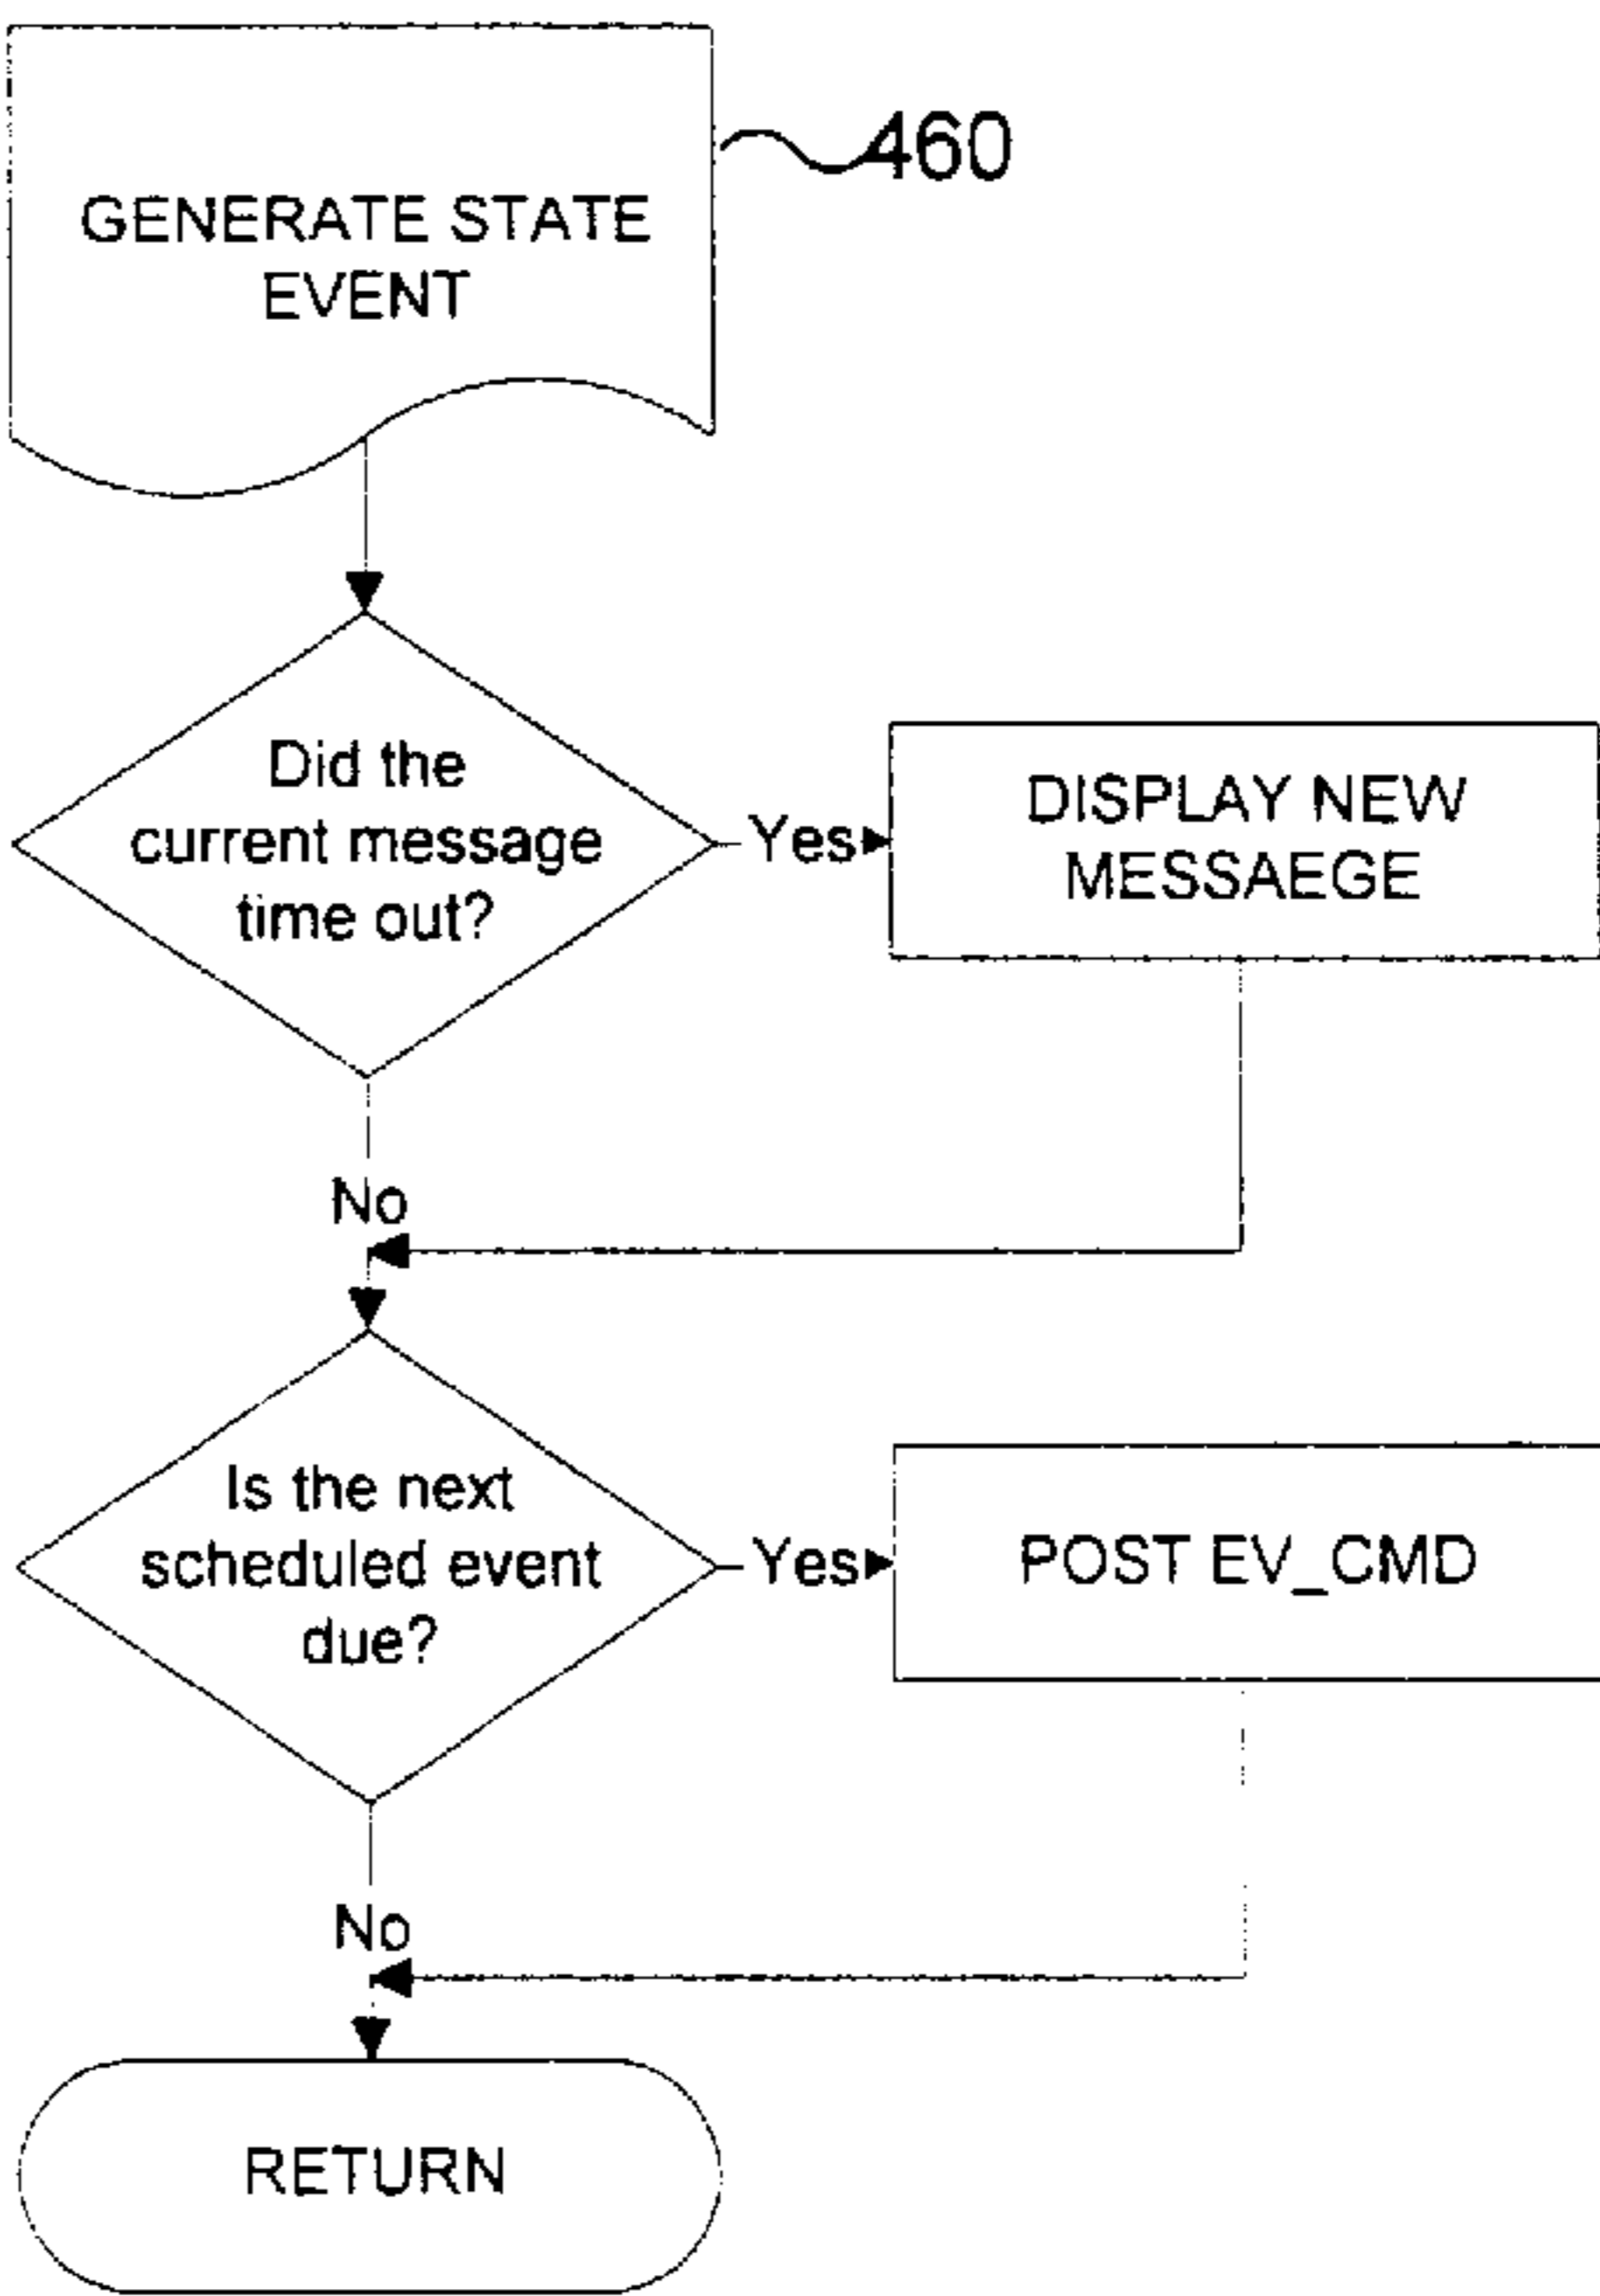 460
GENERATE STATE
EVENT
Did the
current message
time out?
Yes
DISPLAY NEW
MESSAEGE
No
Is the next
scheduled event
due?
Yes
POST EV_CMD
No
RETURN